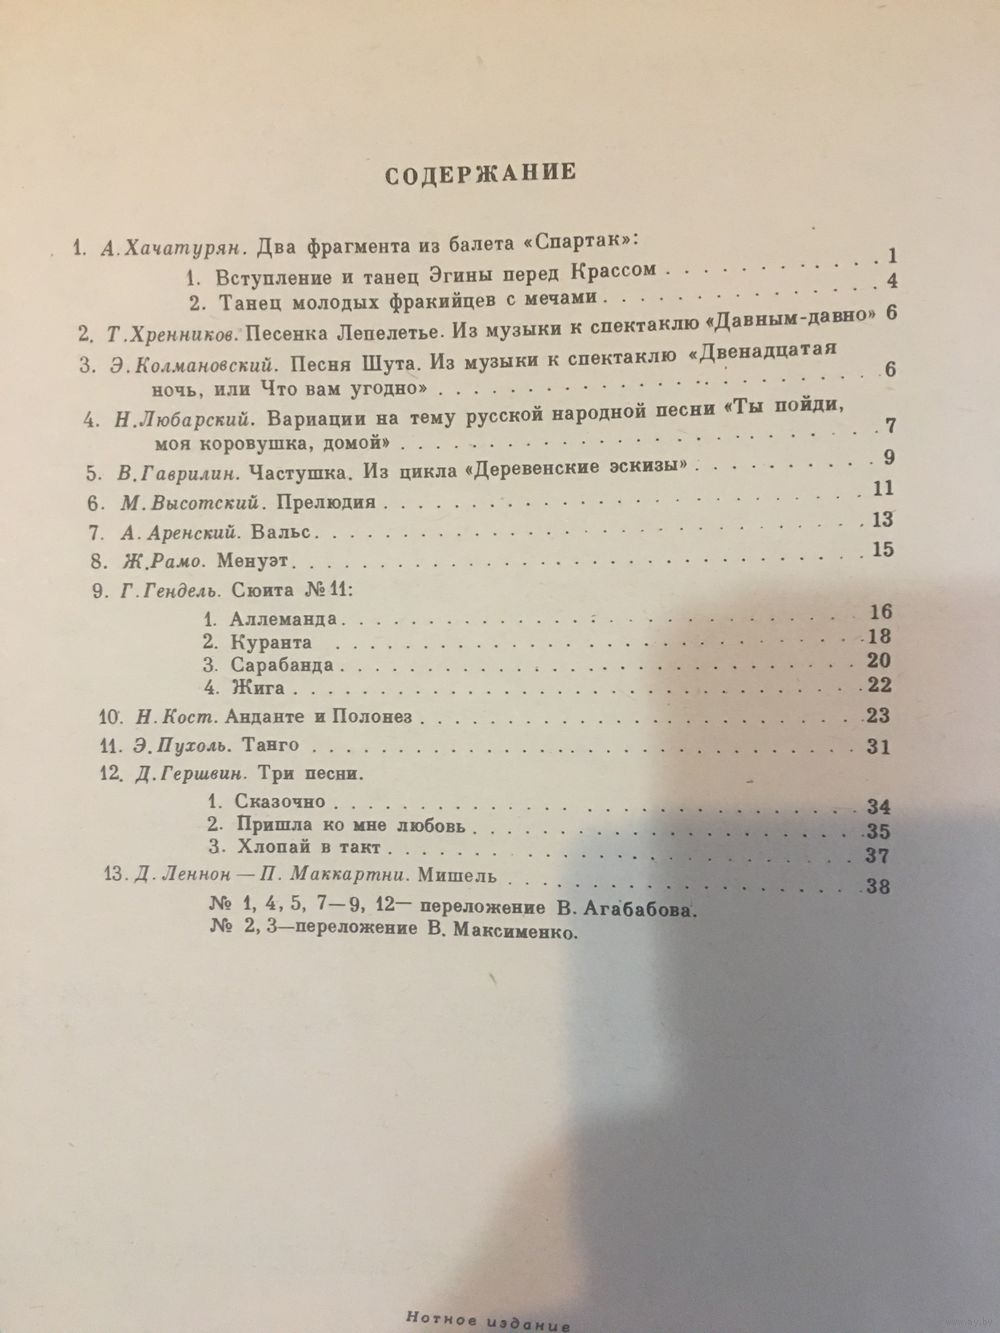 СОДЕРЖАНИЕ
1. А. Хачатурян. Два фрагмента из балета «Спартак»:
1. Вступление и танец Эгины перед Крассом . . . . . . . . . . 1
2. Танец молодых фракийцев с мечами . . . . . . . . . . . . 4
2. Т. Хренников. Песенка Лепелетье. Из музыки к спектаклю «Давным-давно» 6
3. Э. Колмановский. Песня Шута. Из музыки к спектаклю «Двенадцатая
ночь, или Что вам угодно» . . . . . . . . . . . . . . . . . . . . 6
4. Н. Любарский. Вариации на тему русской народной песни «Ты пойди,
моя коровушка, домой» . . . . . . . . . . . . . . . . . . . . . 7
5. В. Гаврилин. Частушка. Из цикла «Деревенские эскизы» . . . . . . . . 9
6. М. Высотский. Прелюдия . . . . . . . . . . . . . . . . . . . . . 11
7. А. Аренский. Вальс . . . . . . . . . . . . . . . . . . . . . . . . 13
8. Ж. Рамо. Менуэт . . . . . . . . . . . . . . . . . . . . . . . . . 15
9. Г. Гендель. Сюита № 11:
1. Аллеманда . . . . . . . . . . . . . . . . . . . . . . . . 16
2. Куранта . . . . . . . . . . . . . . . . . . . . . . . . 18
3. Сарабанда . . . . . . . . . . . . . . . . . . . . . . . 20
4. Жига . . . . . . . . . . . . . . . . . . . . . . . . . . 22
10. Н. Кост. Анданте и Полонез . . . . . . . . . . . . . . . . . . . 23
11. Э. Пухоль. Танго . . . . . . . . . . . . . . . . . . . . . . . . 31
12. Д. Гершвин. Три песни.
1. Сказочно . . . . . . . . . . . . . . . . . . . . . . . . 34
2. Пришла ко мне любовь . . . . . . . . . . . . . . . . . . 35
3. Хлопай в такт . . . . . . . . . . . . . . . . . . . . . . 37
13. Д. Леннон — П. Маккартни. Мишель . . . . . . . . . . . . . . . . 38
№ 1, 4, 5, 7—9, 12— переложение В. Агабабова.
№ 2, 3—переложение В. Максименко.
Нотное издание
www.ay.by